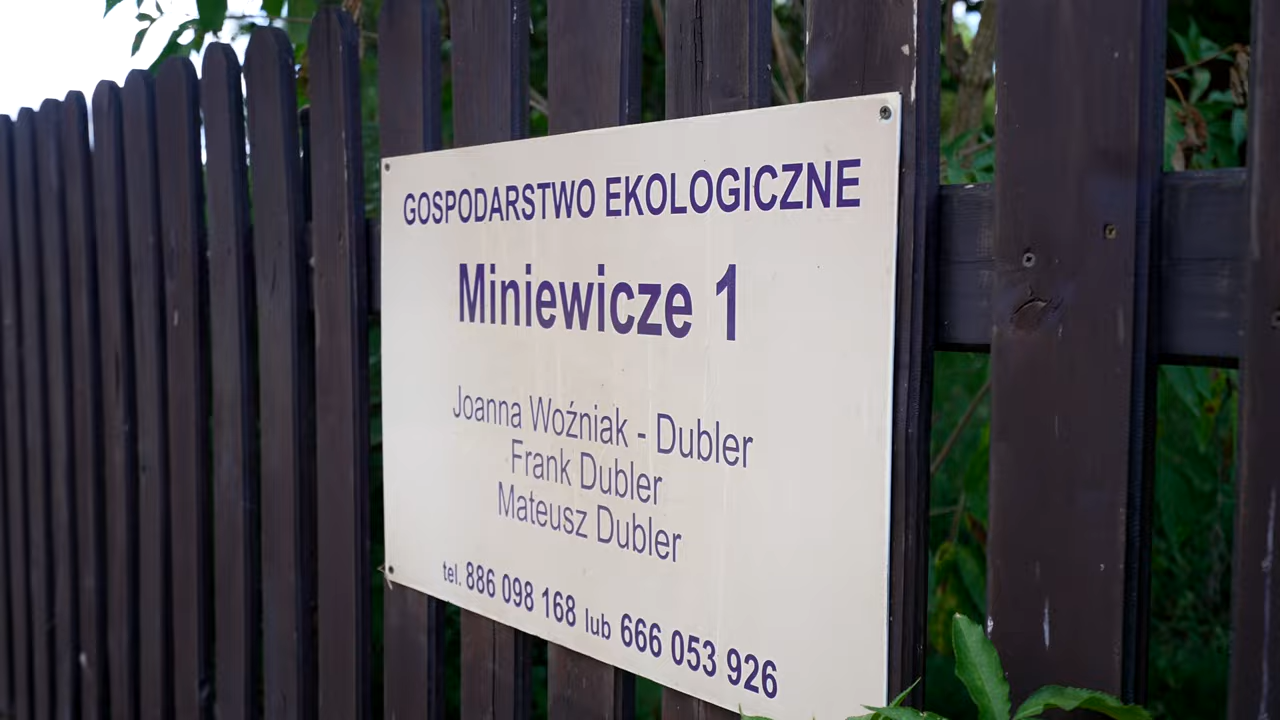 GOSPODARSTWO EKOLOGICZNE
Miniewicze 1
Joanna Woźniak - Dubler
Frank Dubler
Mateusz Dubler
tel. 886 098 168 lub 666 053 926